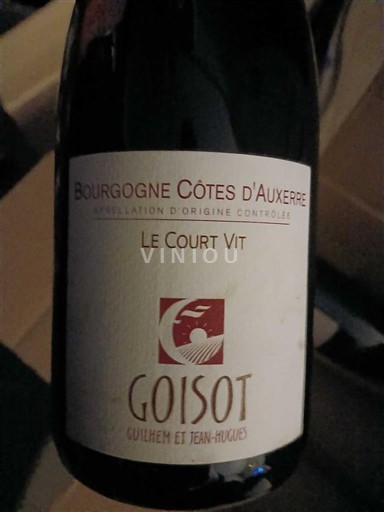 BOURGOGNE CÔTES D'AUXERRE
APPELLATION D'ORIGINE CONTRÔLÉE
LE COURT VIT
VINIOU
GOISOT
GUILHEM ET JEAN-HUGUES